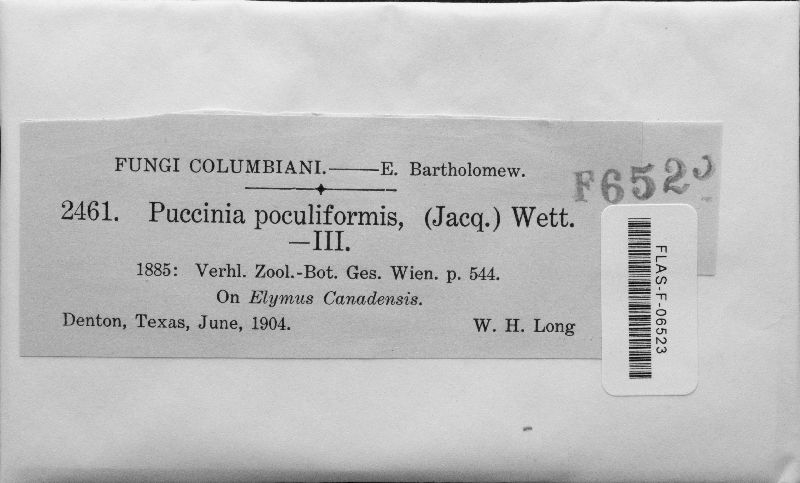 FUNGI COLUMBIANI.——E. Bartholomew.
F6523
2461. Puccinia poculiformis, (Jacq.) Wett.
—III.
1885: Verhl. Zool.-Bot. Ges. Wien. p. 544.
On Elymus Canadensis.
Denton, Texas, June, 1904. W. H. Long
FLAS-F-06523